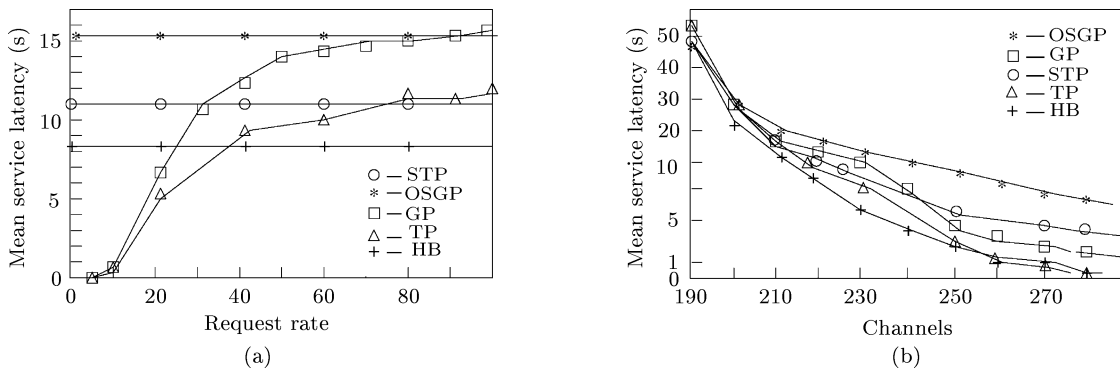 Mean service latency (s)
15
10
5
0
0 20 40 60 80
Request rate
STP
OSGP
GP
TP
HB
(a)
Mean service latency (s)
50
40
30
20
10
5
1
0
190 210 230 250 270
Channels
OSGP
GP
STP
TP
HB
(b)